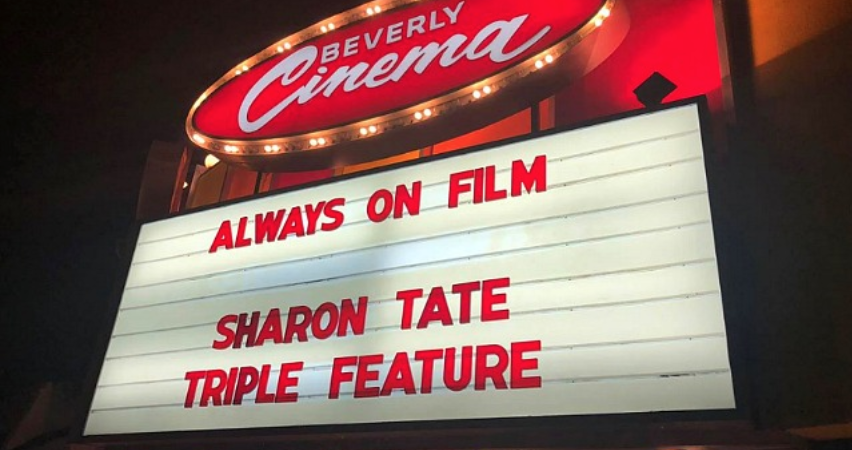 BEVERLY
Cinema
ALWAYS ON FILM
SHARON TATE
TRIPLE FEATURE